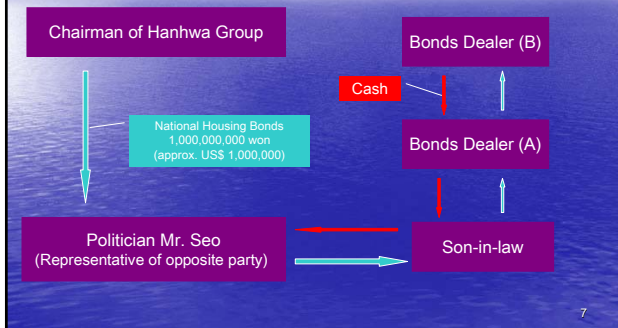 Chairman of Hanhwa Group
Bonds Dealer (B)
Cash
National Housing Bonds
1,000,000,000 won
(approx. US$ 1,000,000)
Bonds Dealer (A)
Politician Mr. Seo
(Representative of opposite party)
Son-in-law
7